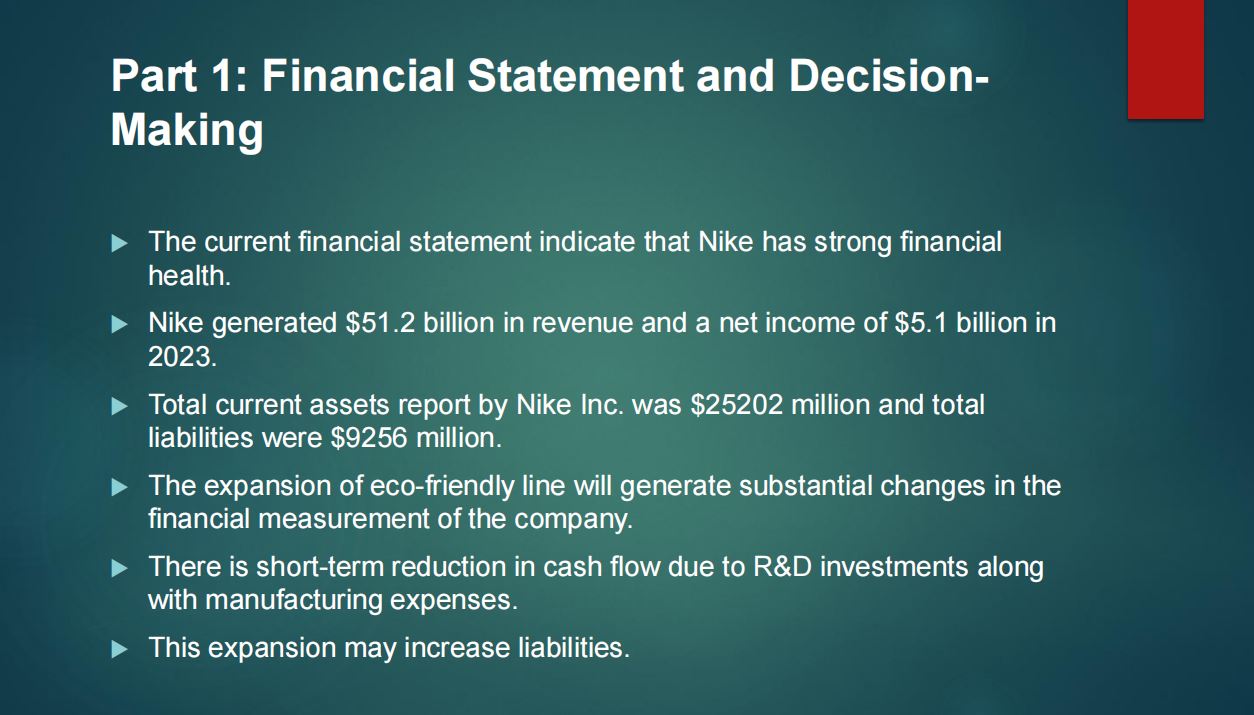 Part 1: Financial Statement and Decision-
Making
The current financial statement indicate that Nike has strong financial
health.
Nike generated $51.2 billion in revenue and a net income of $5.1 billion in
2023.
Total current assets report by Nike Inc. was $25202 million and total
liabilities were $9256 million.
The expansion of eco-friendly line will generate substantial changes in the
financial measurement of the company.
There is short-term reduction in cash flow due to R&D investments along
with manufacturing expenses.
This expansion may increase liabilities.